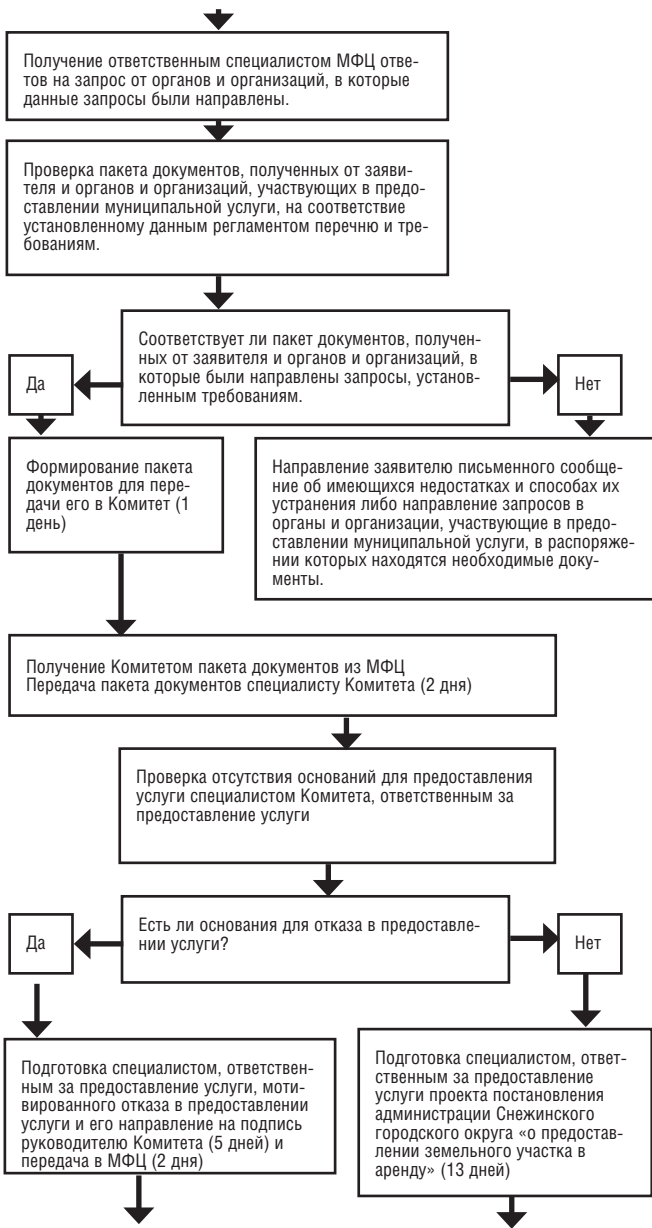 Получение ответственным специалистом МФЦ отве-
тов на запрос от органов и организаций, в которые
данные запросы были направлены.
Проверка пакета документов, полученных от заяви-
теля и органов и организаций, участвующих в предо-
ставлении муниципальной услуги, на соответствие
установленному данным регламентом перечню и тре-
бованиям.
Соответствует ли пакет документов, получен-
ных от заявителя и органов и организаций, в
которые были направлены запросы, установ-
ленным требованиям.
Да
Нет
Формирование пакета
документов для пере-
дачи его в Комитет (1
день)
Направление заявителю письменного сообще-
ние об имеющихся недостатках и способах их
устранения либо направление запросов в
органы и организации, участвующие в предо-
ставлении муниципальной услуги, в распоряже-
нии которых находятся необходимые доку-
менты.
Получение Комитетом пакета документов из МФЦ
Передача пакета документов специалисту Комитета (2 дня)
Проверка отсутствия оснований для предоставления
услуги специалистом Комитета, ответственным за
предоставление услуги
Есть ли основания для отказа в предоставле-
нии услуги?
Да
Нет
Подготовка специалистом, ответствен-
ным за предоставление услуги, моти-
вированного отказа в предоставлении
услуги и его направление на подпись
руководителю Комитета (5 дней) и
передача в МФЦ (2 дня)
Подготовка специалистом, ответ-
ственным за предоставление
услуги проекта постановления
администрации Снежинского
городского округа «о предостав-
лении земельного участка в
аренду» (13 дней)